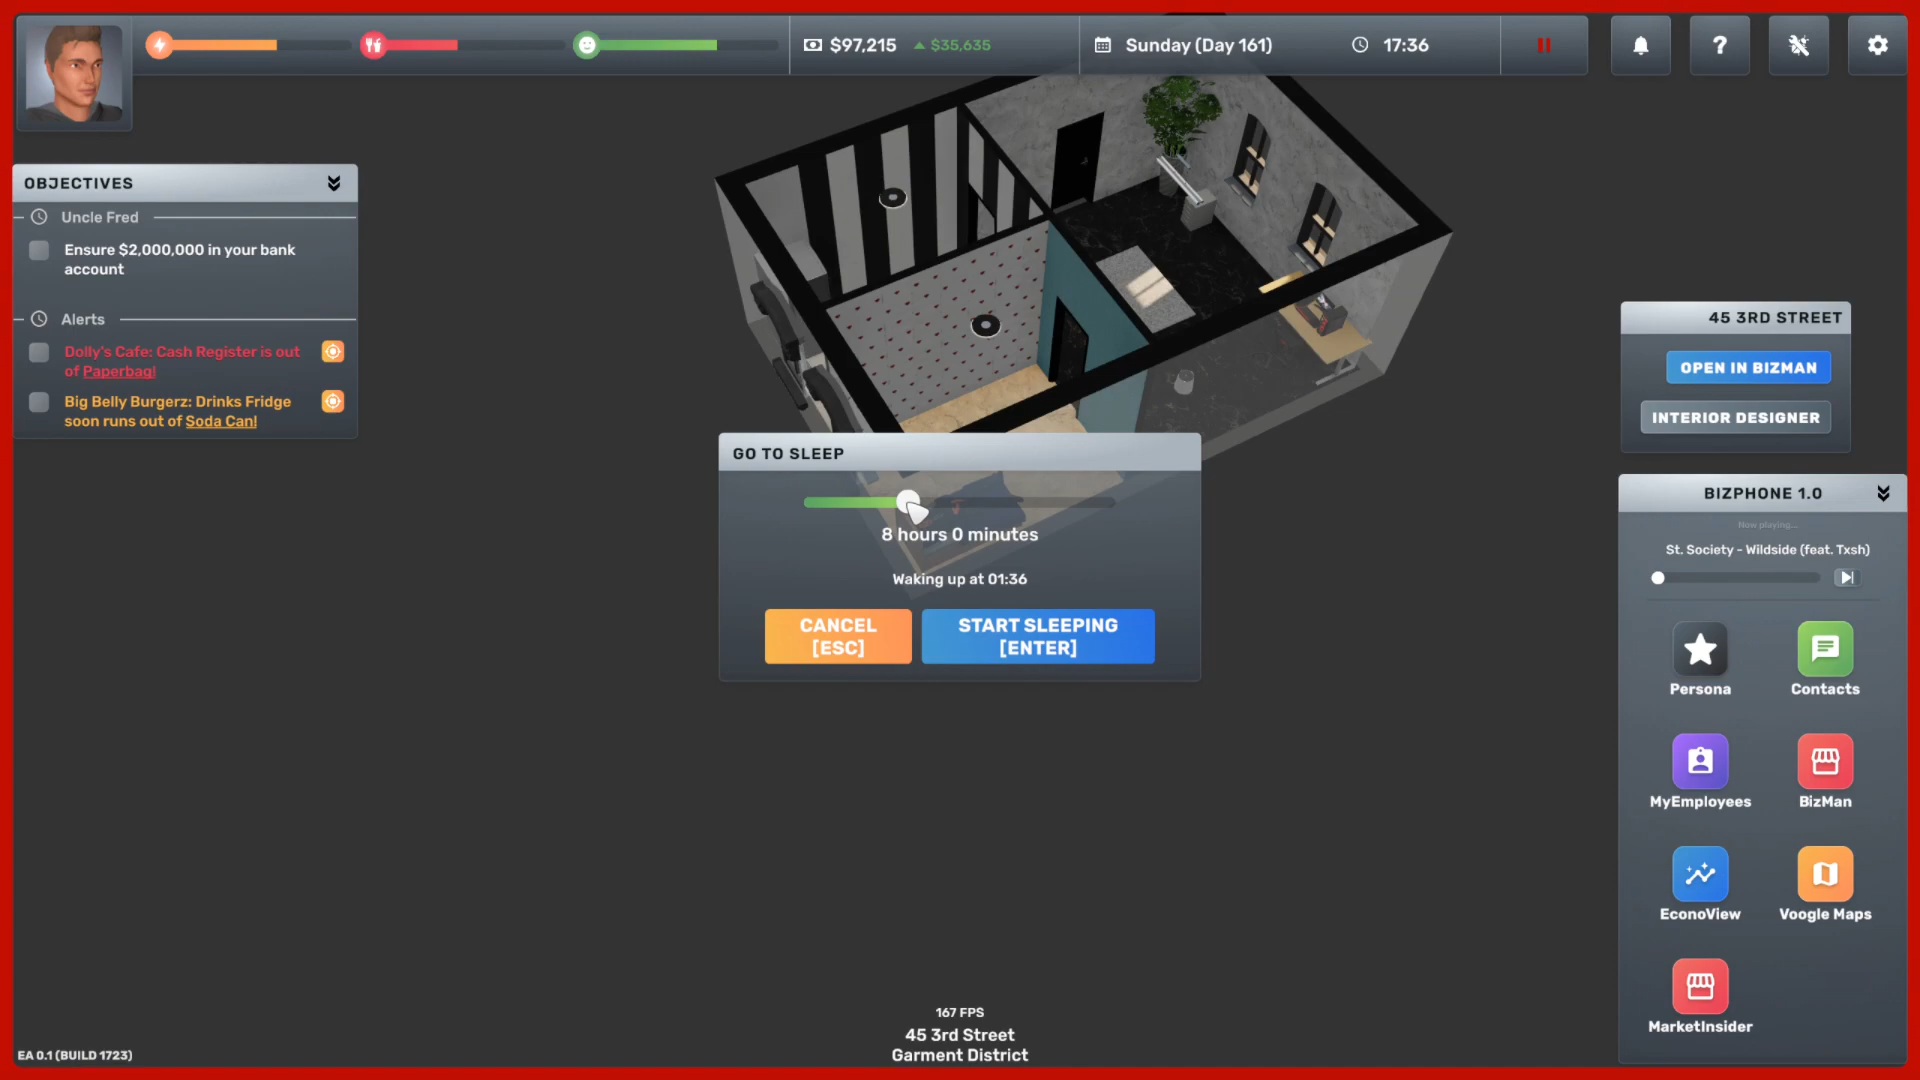 $97,215
$35,635
Sunday (Day 161)
17:36
?
OBJECTIVES
Uncle Fred
Ensure $2,000,000 in your bank
account
Alerts
Dolly's Cafe: Cash Register is out
of Paperbag!
Big Belly Burgerz: Drinks Fridge
soon runs out of Soda Can!
45 3RD STREET
OPEN IN BIZMAN
INTERIOR DESIGNER
GO TO SLEEP
8 hours 0 minutes
Waking up at 01:36
CANCEL
[ESC]
START SLEEPING
[ENTER]
BIZPHONE 1.0
Now playing...
St. Society - Wildside (feat. Txsh)
Persona
Contacts
MyEmployees
BizMan
EconoView
Voogle Maps
MarketInsider
167 FPS
45 3rd Street
Garment District
EA 0.1 (BUILD 1723)